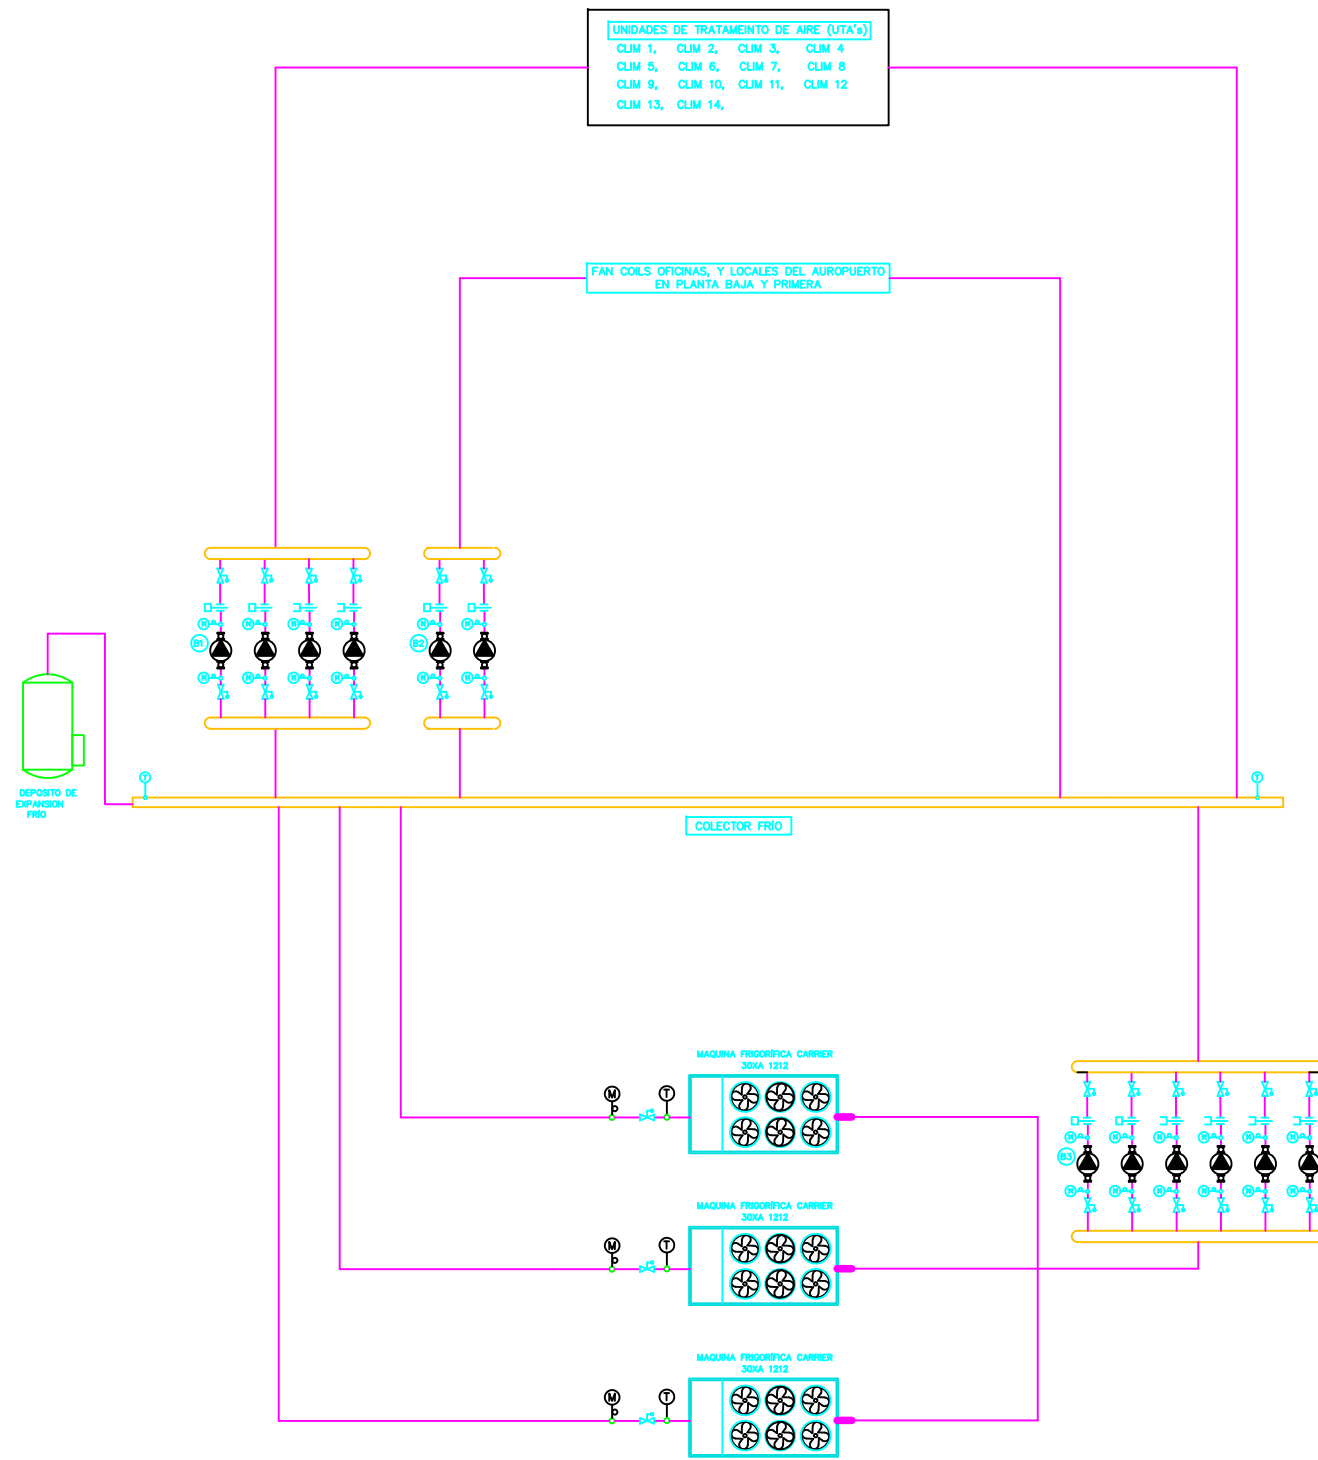 UNIDADES DE TRATAMEINTO DE AIRE (UTA's)
CLIM 1, CLIM 2, CLIM 3, CLIM 4
CLIM 5, CLIM 6, CLIM 7, CLIM 8
CLIM 9, CLIM 10, CLIM 11, CLIM 12
CLIM 13, CLIM 14,
FAN COILS OFICINAS, Y LOCALES DEL AUROPUERTO
EN PLANTA BAJA Y PRIMERA
M M M M M M
B1 B2
M M M M M M
T T
DEPOSITO DE
EXPANSION
FRÍO
COLECTOR FRÍO
MAQUINA FRIGORÍFICA CARRIER
30XA 1212
M T
M M M M M M
B3
M M M M M M
MAQUINA FRIGORÍFICA CARRIER
30XA 1212
M T
MAQUINA FRIGORÍFICA CARRIER
30XA 1212
M T